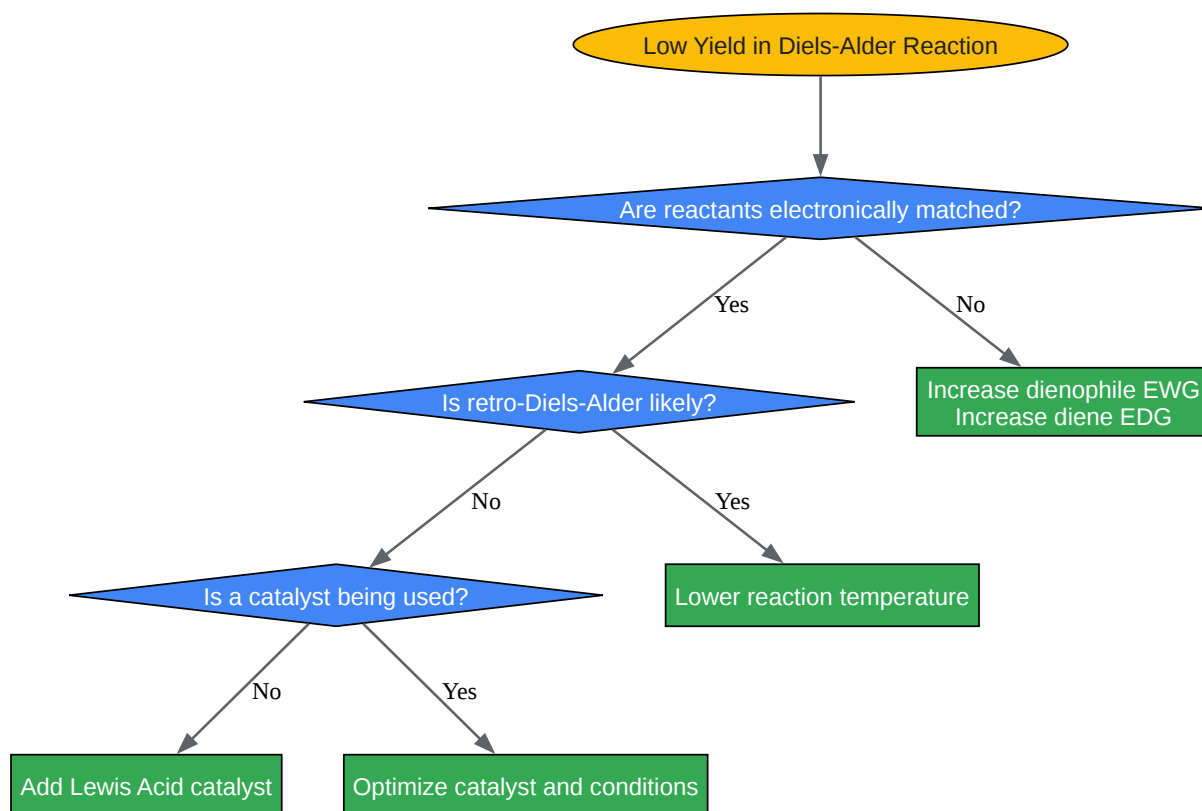 Low Yield in Diels-Alder Reaction
Are reactants electronically matched?
Yes
No
Is retro-Diels-Alder likely?
Increase dienophile EWG
Increase diene EDG
No
Yes
Is a catalyst being used?
Lower reaction temperature
No
Yes
Add Lewis Acid catalyst
Optimize catalyst and conditions